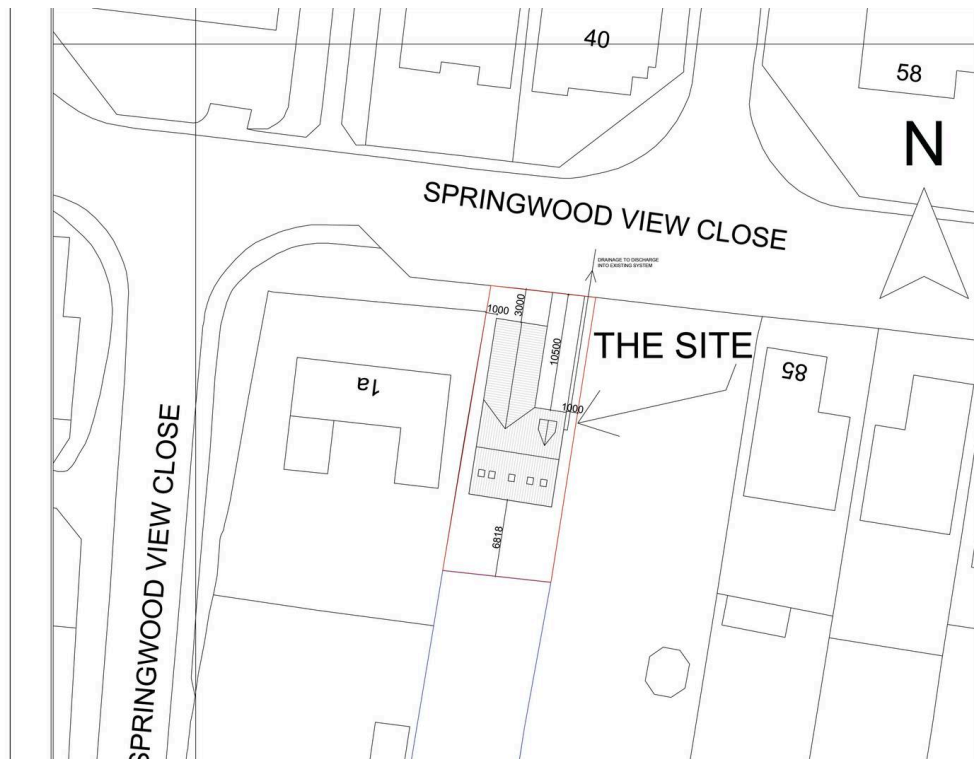 40
58
N
SPRINGWOOD VIEW CLOSE
DRAINAGE TO DISCHARGE
INTO EXISTING SYSTEM
1000
3000
10500
THE SITE
85
1a
1000
6818
SPRINGWOOD VIEW CLOSE